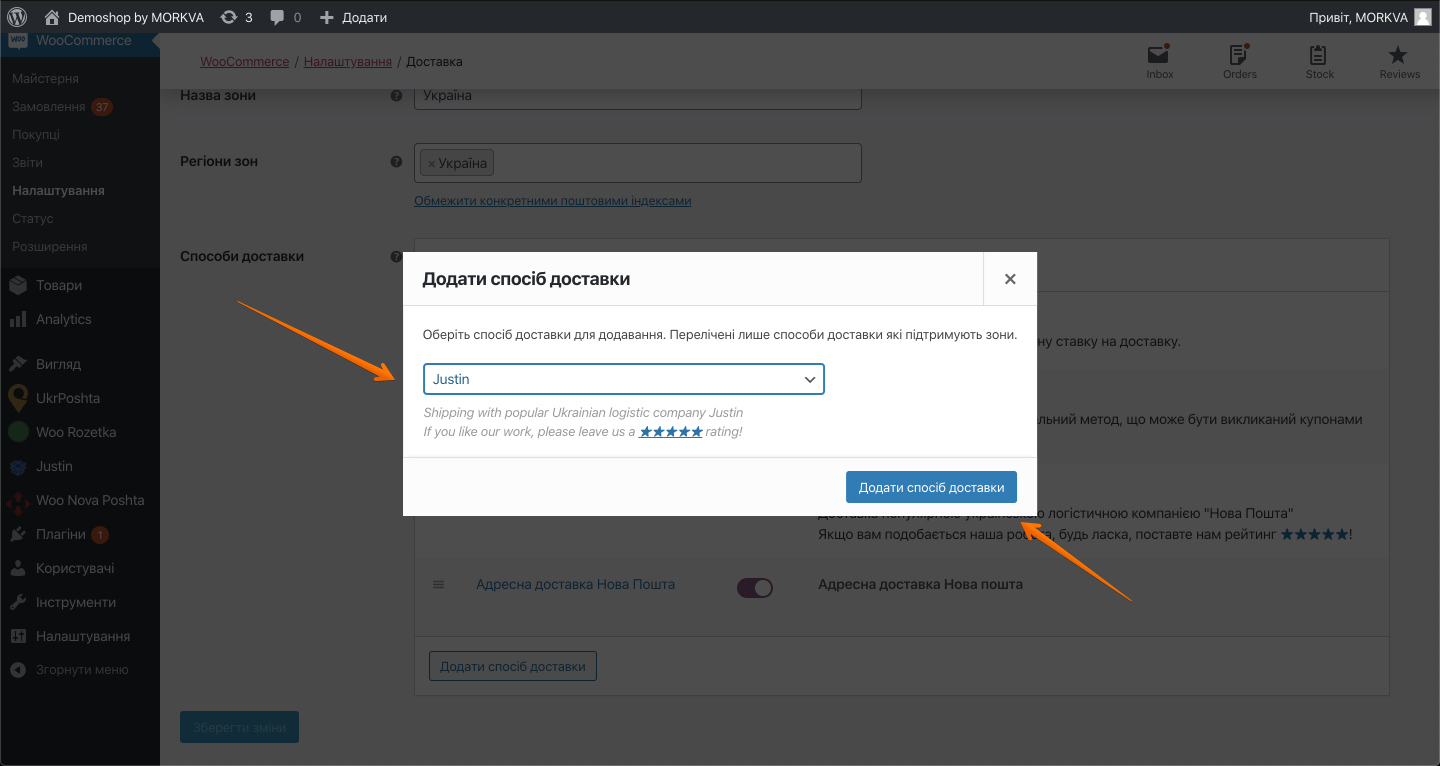 Demoshop by MORKVA
3
0
Додати
Привіт, MORKVA
WOO
WooCommerce
Майстерня
Замовлення 37
Покупці
Звіти
Налаштування
Статус
Розширення
Товари
Analytics
Вигляд
UkrPoshta
Woo Rozetka
Justin
Woo Nova Poshta
Плагіни 1
Користувачі
Інструменти
Налаштування
Згорнути меню
WooCommerce / Налаштування / Доставка
Inbox
Orders
Stock
Reviews
Назва зони
Україна
Регіони зон
× Україна
Обмежити конкретними поштовими індексами
Способи доставки
Додати спосіб доставки
Оберіть спосіб доставки для додавання. Перелічені лише способи доставки які підтримують зони.
Justin
Shipping with popular Ukrainian logistic company Justin
If you like our work, please leave us a ★★★★★ rating!
Додати спосіб доставки
ну ставку на доставку.
льний метод, що може бути викликаний купонами
Доставка популярною українською логістичною компанією "Нова Пошта"
Якщо вам подобається наша робота, будь ласка, поставте нам рейтинг ★★★★★!
Адресна доставка Нова Пошта
Адресна доставка Нова пошта
Додати спосіб доставки
Зберегти зміни